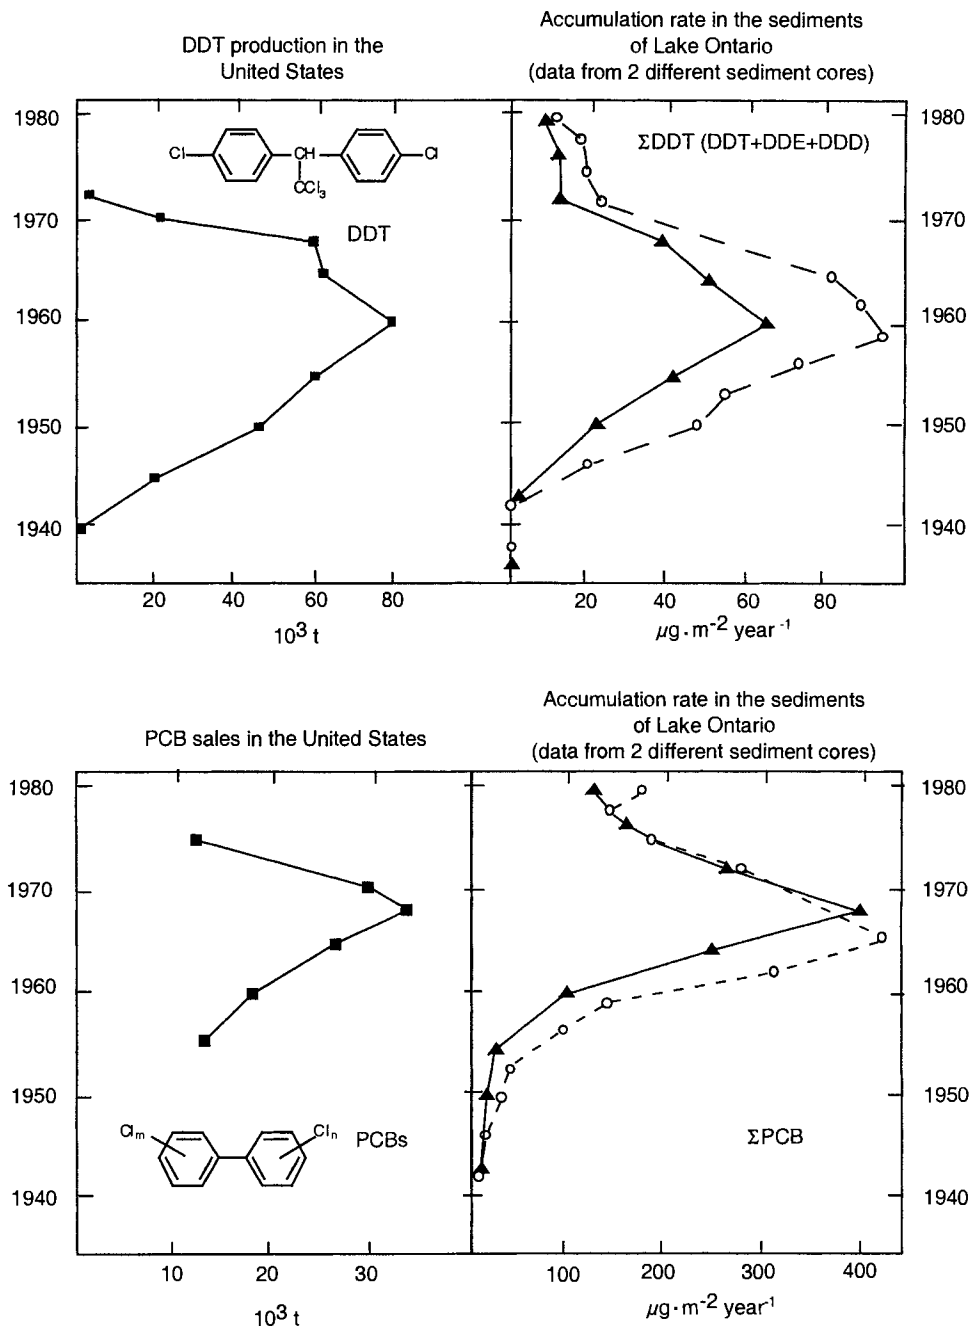 DDT production in the
United States
Accumulation rate in the sediments
of Lake Ontario
(data from 2 different sediment cores)
1980
1970
1960
1950
1940
Cl
CH
Cl
CCl3
DDT
20
40
60
80
10³ t
ΣDDT (DDT+DDE+DDD)
1980
1970
1960
1950
1940
20
40
60
80
µg·m⁻² year⁻¹
PCB sales in the United States
Accumulation rate in the sediments
of Lake Ontario
(data from 2 different sediment cores)
1980
1970
1960
1950
1940
Clm
Cln
PCBs
10
20
30
10³ t
ΣPCB
1980
1970
1960
1950
1940
100
200
300
400
µg·m⁻² year⁻¹